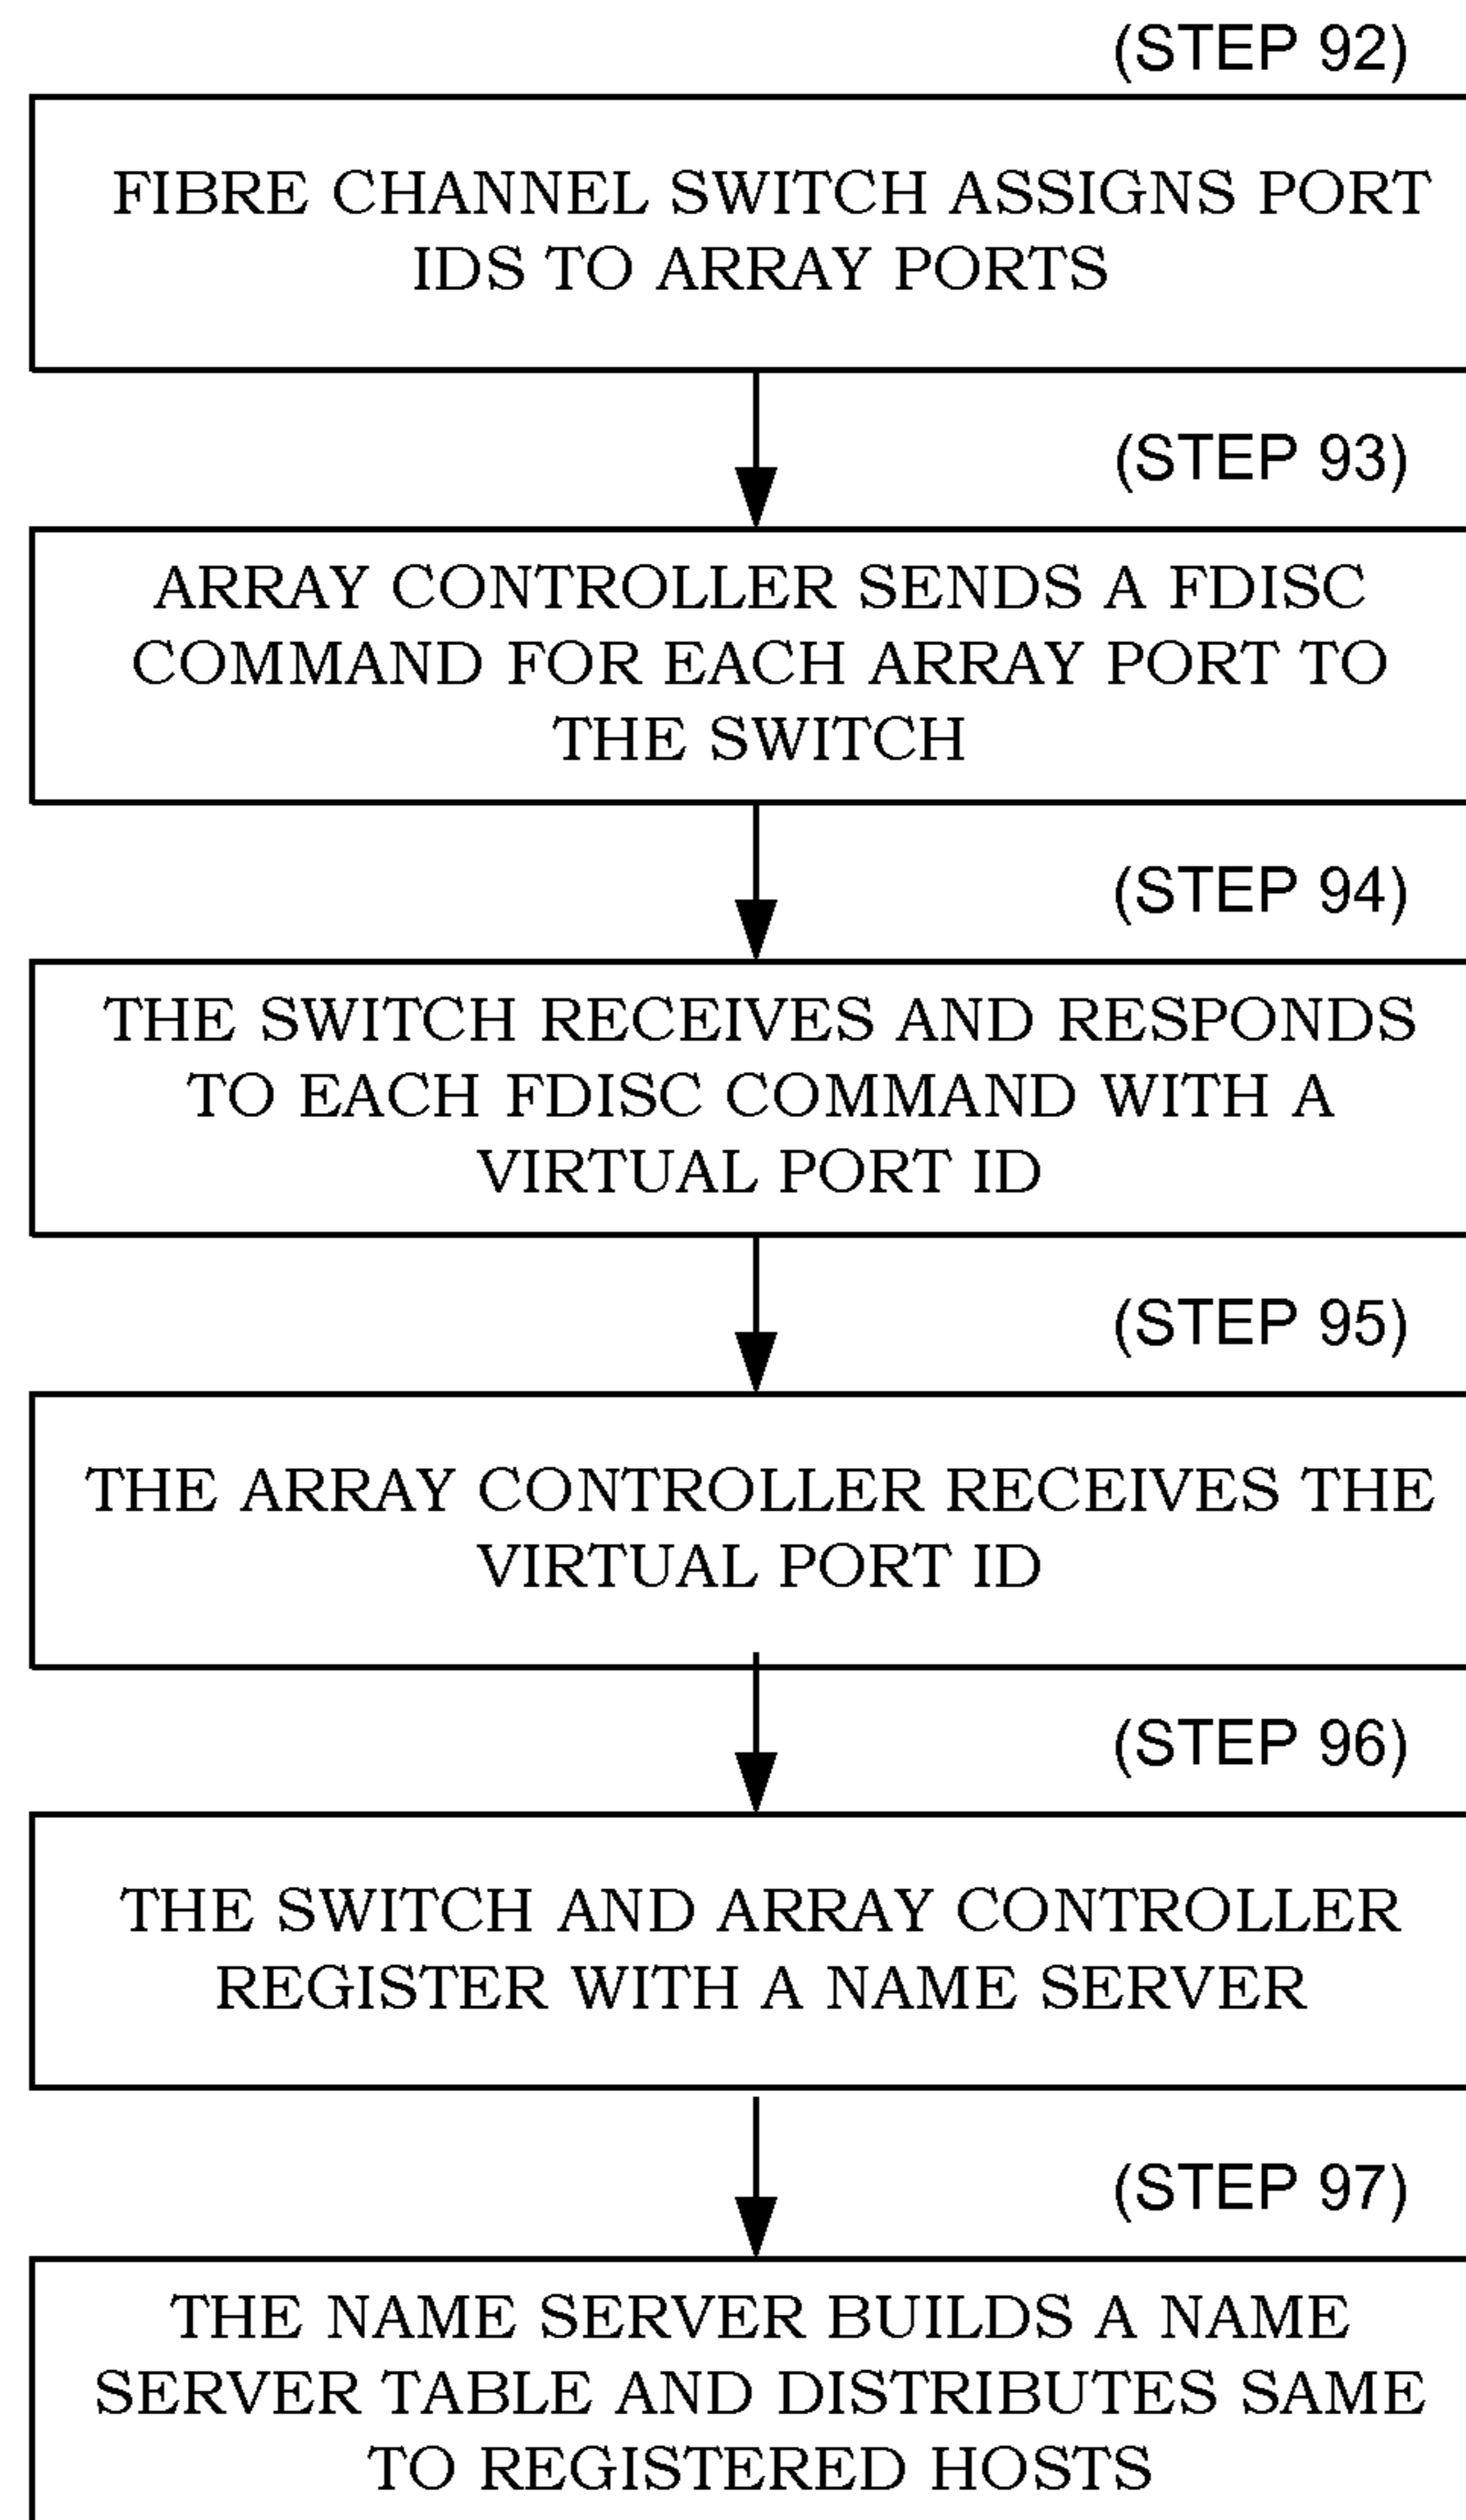 (STEP 92)
FIBRE CHANNEL SWITCH ASSIGNS PORT
IDS TO ARRAY PORTS
(STEP 93)
ARRAY CONTROLLER SENDS A FDISC
COMMAND FOR EACH ARRAY PORT TO
THE SWITCH
(STEP 94)
THE SWITCH RECEIVES AND RESPONDS
TO EACH FDISC COMMAND WITH A
VIRTUAL PORT ID
(STEP 95)
THE ARRAY CONTROLLER RECEIVES THE
VIRTUAL PORT ID
(STEP 96)
THE SWITCH AND ARRAY CONTROLLER
REGISTER WITH A NAME SERVER
(STEP 97)
THE NAME SERVER BUILDS A NAME
SERVER TABLE AND DISTRIBUTES SAME
TO REGISTERED HOSTS